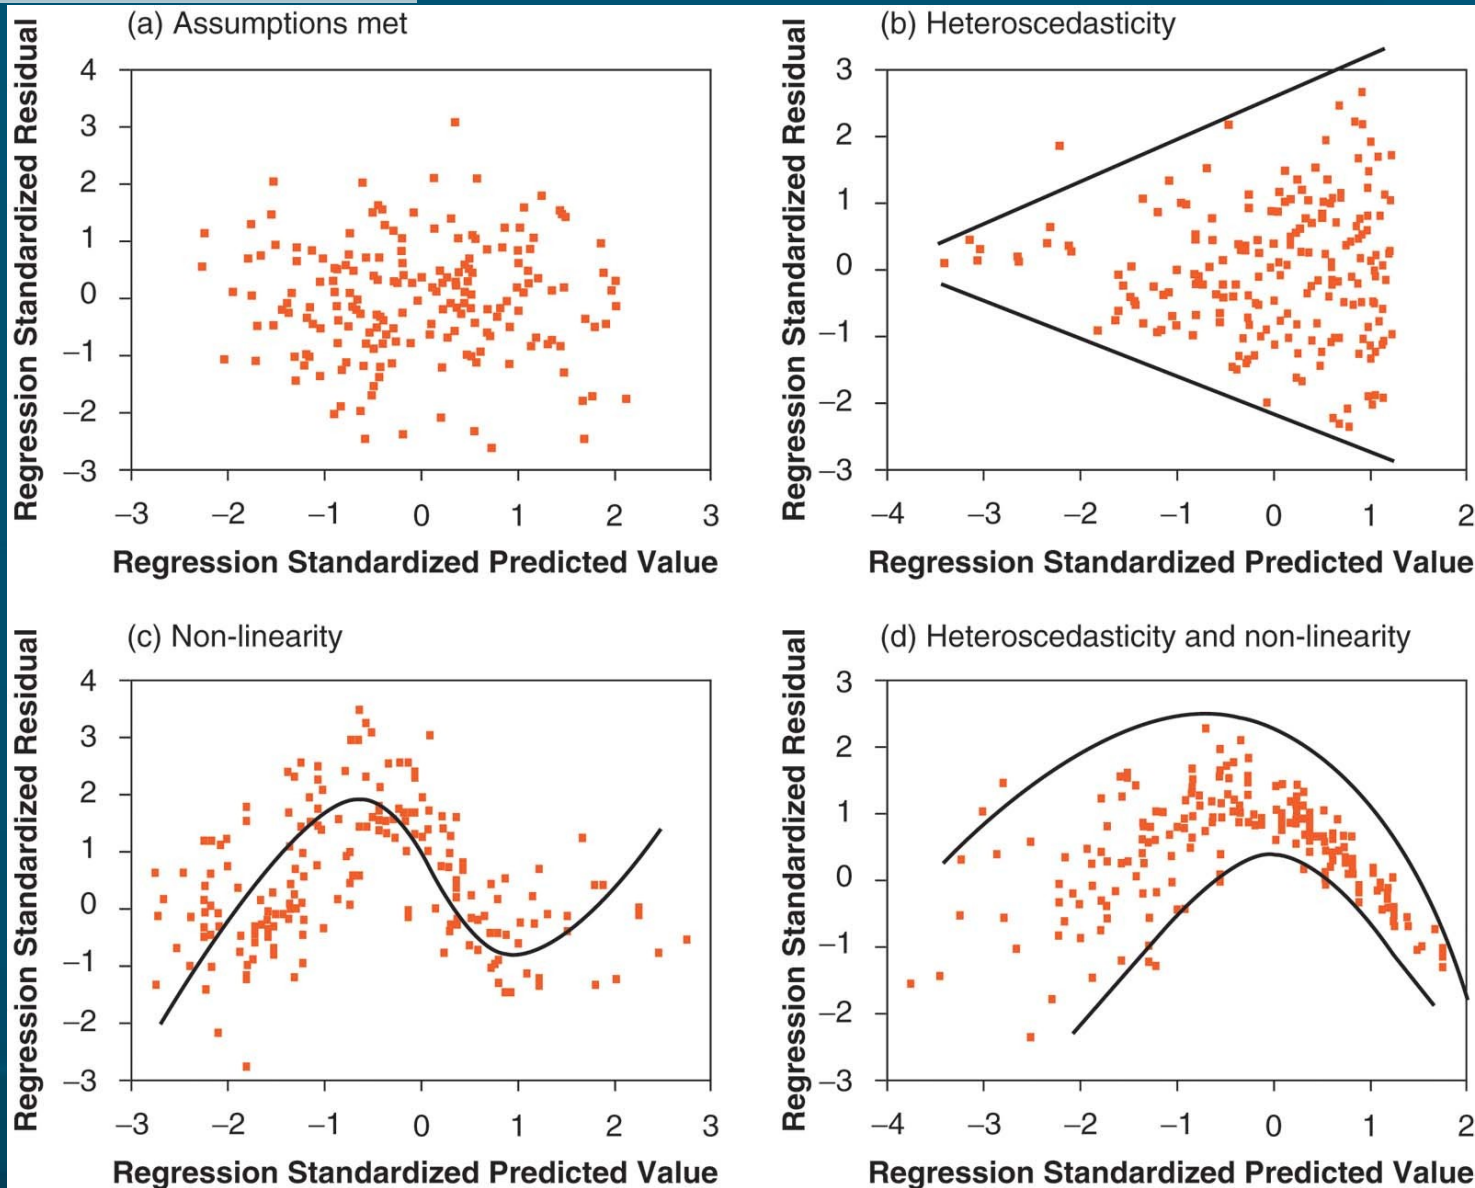 (a) Assumptions met
Regression Standardized Residual
4
3
2
1
0
−1
−2
−3
−3 −2 −1 0 1 2 3
Regression Standardized Predicted Value
(b) Heteroscedasticity
Regression Standardized Residual
3
2
1
0
−1
−2
−3
−4 −3 −2 −1 0 1 2
Regression Standardized Predicted Value
(c) Non-linearity
Regression Standardized Residual
4
3
2
1
0
−1
−2
−3
−3 −2 −1 0 1 2 3
Regression Standardized Predicted Value
(d) Heteroscedasticity and non-linearity
Regression Standardized Residual
3
2
1
0
−1
−2
−3
−4 −3 −2 −1 0 1 2
Regression Standardized Predicted Value